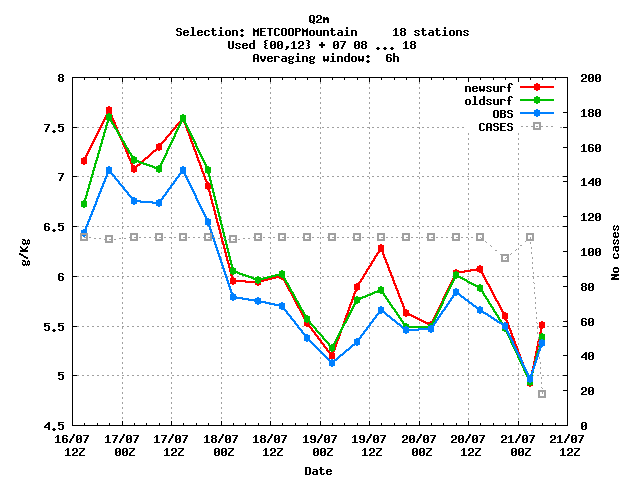 Q2m
Selection: METCOOPMountain 18 stations
Used {00,12} + 07 08 ... 18
Averaging window: 6h
newsurf
oldsurf
OBS
CASES
8
7.5
7
6.5
6
5.5
5
4.5
g/Kg
200
180
160
140
120
100
80
60
40
20
0
No cases
16/07 17/07 17/07 18/07 18/07 19/07 19/07 20/07 20/07 21/07 21/07
12Z 00Z 12Z 00Z 12Z 00Z 12Z 00Z 12Z 00Z 12Z
Date